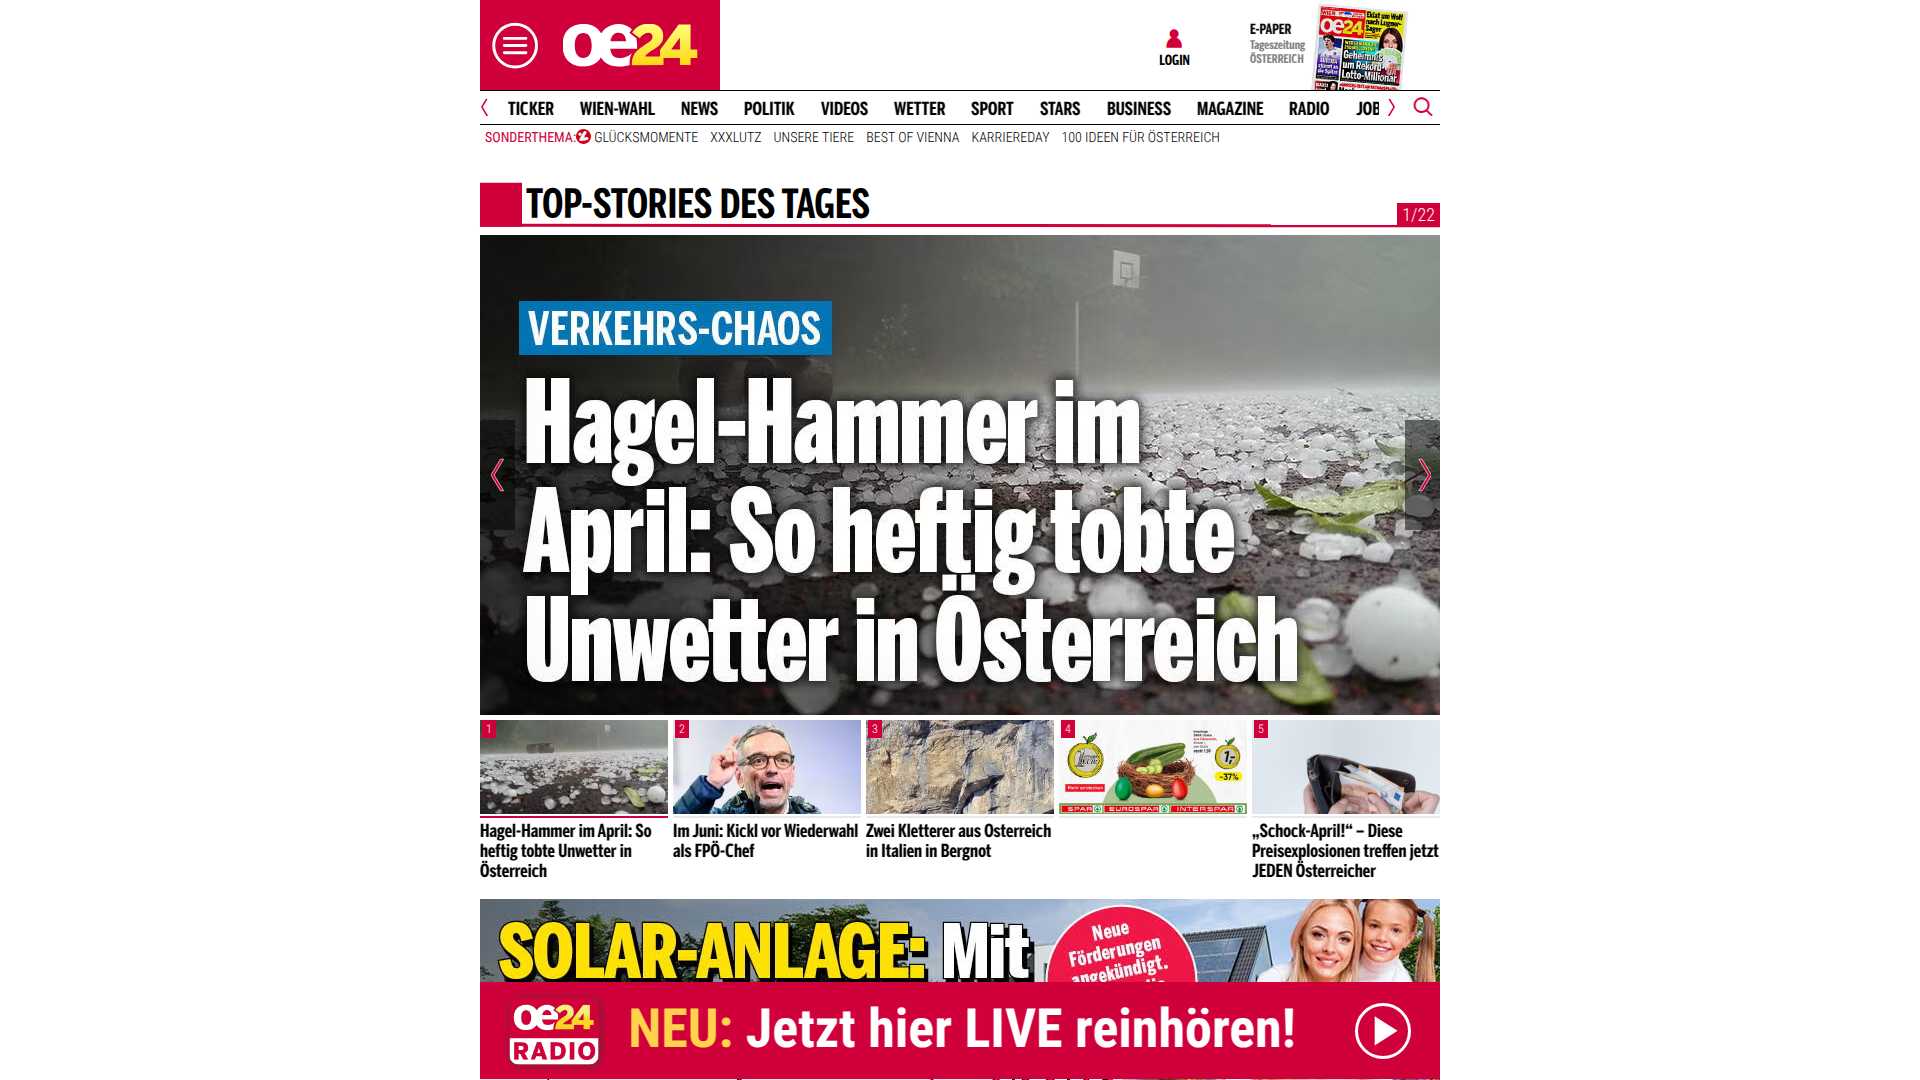 oe24
LOGIN
E-PAPER
Tageszeitung
ÖSTERREICH
oe24
Geheimnis
um Rekord-
Lotto-Millionär
TICKER WIEN-WAHL NEWS POLITIK VIDEOS WETTER SPORT STARS BUSINESS MAGAZINE RADIO JOB
SONDERTHEMA: GLÜCKSMOMENTE XXXLUTZ UNSERE TIERE BEST OF VIENNA KARRIEREDAY 100 IDEEN FÜR ÖSTERREICH
TOP-STORIES DES TAGES
1/22
VERKEHRS-CHAOS
Hagel-Hammer im
April: So heftig tobte
Unwetter in Österreich
1
2
3
4
5
1,-
-37%
SPAR EUROSPAR INTERSPAR
Hagel-Hammer im April: So
heftig tobte Unwetter in
Österreich
Im Juni: Kickl vor Wiederwahl
als FPÖ-Chef
Zwei Kletterer aus Österreich
in Italien in Bergnot
„Schock-April!“ – Diese
Preisexplosionen treffen jetzt
JEDEN Österreicher
SOLAR-ANLAGE: Mit
Neue
Förderungen
angekündigt.
oe24
RADIO
NEU: Jetzt hier LIVE reinhören!